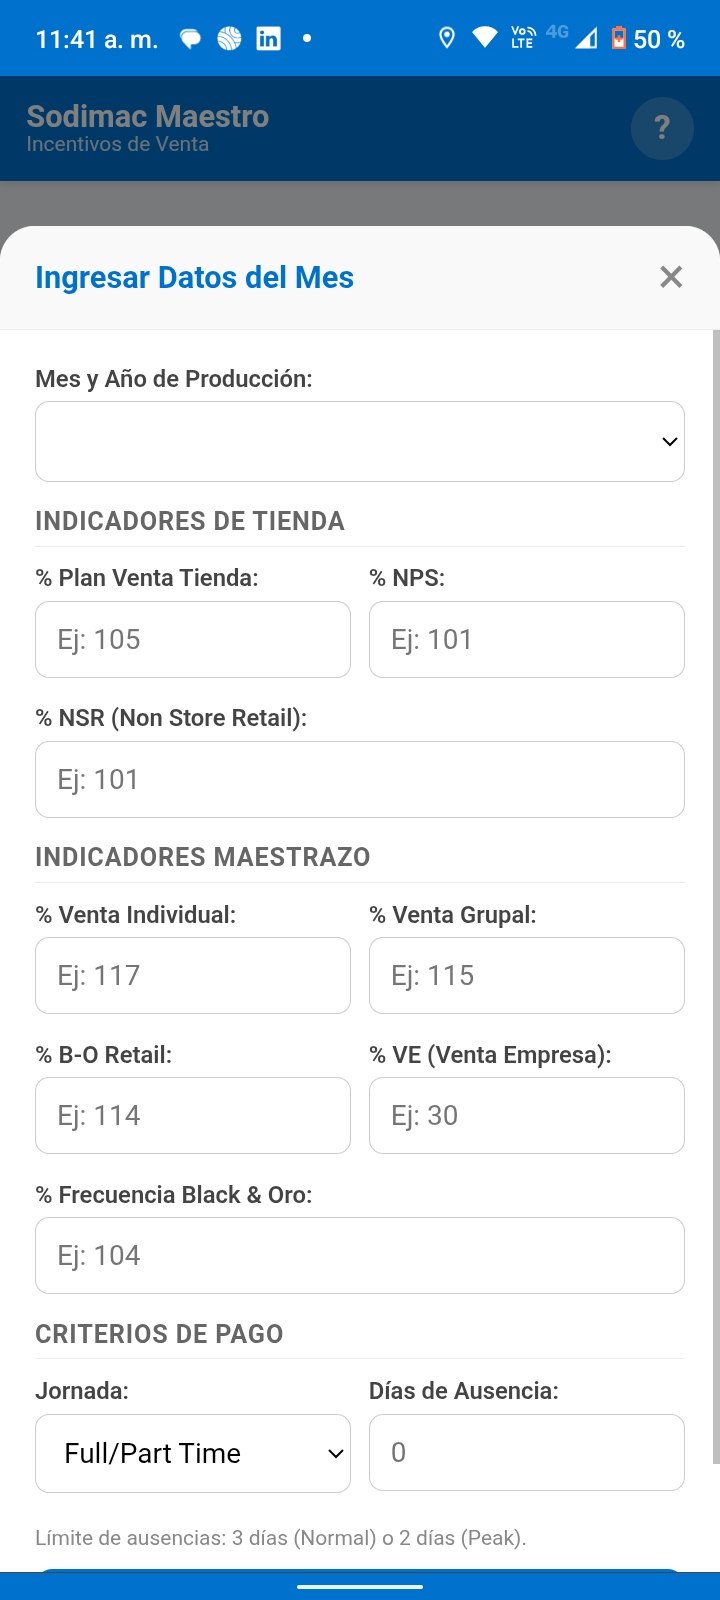 11:41 a. m.
VoLTE 4G 50 %
Sodimac Maestro
Incentivos de Venta
?
Ingresar Datos del Mes
Mes y Año de Producción:
INDICADORES DE TIENDA
% Plan Venta Tienda: % NPS:
Ej: 105 Ej: 101
% NSR (Non Store Retail):
Ej: 101
INDICADORES MAESTRAZO
% Venta Individual: % Venta Grupal:
Ej: 117 Ej: 115
% B-O Retail: % VE (Venta Empresa):
Ej: 114 Ej: 30
% Frecuencia Black & Oro:
Ej: 104
CRITERIOS DE PAGO
Jornada: Días de Ausencia:
Full/Part Time 0
Límite de ausencias: 3 días (Normal) o 2 días (Peak).